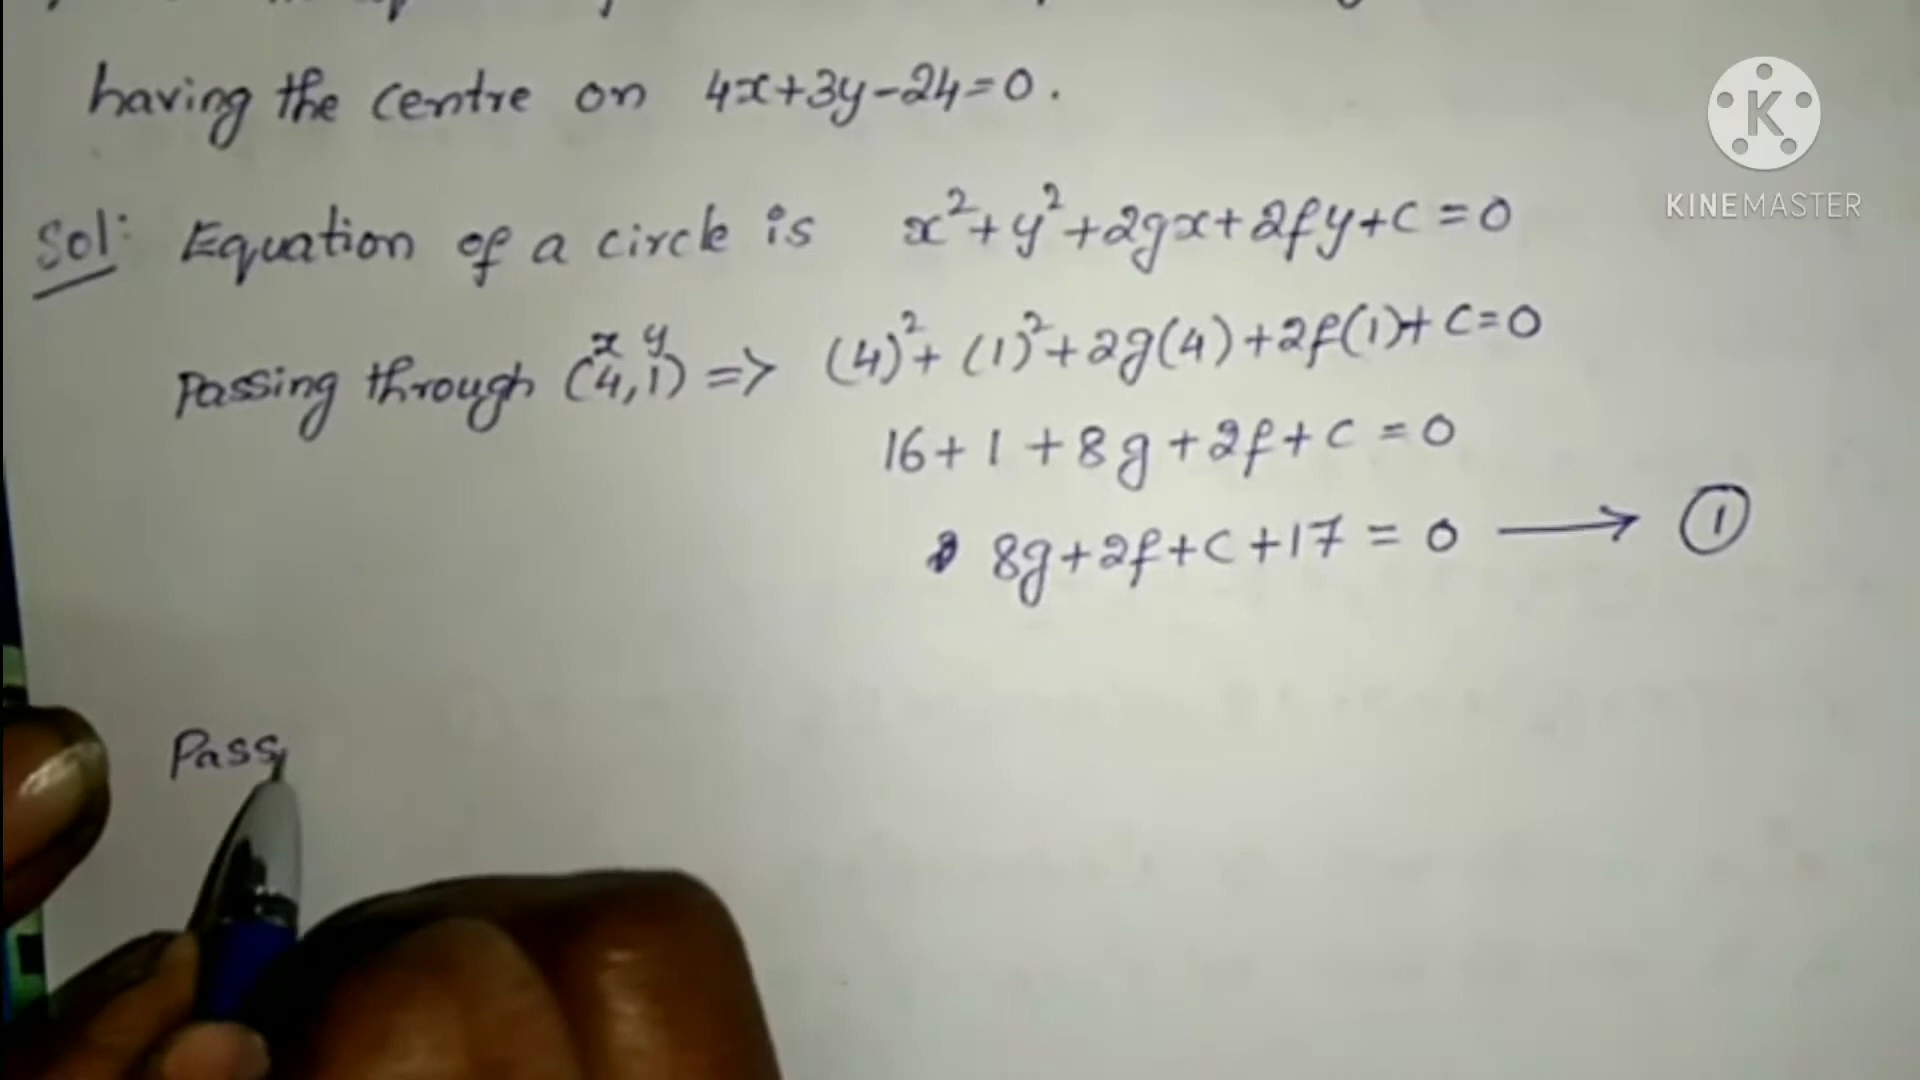 having the centre on 4x+3y-24=0.
K
KINEMASTER
Sol: Equation of a circle is x²+y²+2gx+2fy+c=0
x y
Passing through (4,1) => (4)²+(1)²+2g(4)+2f(1)+c=0
16+1+8g+2f+c=0
8g+2f+c+17=0 → ①
Pass